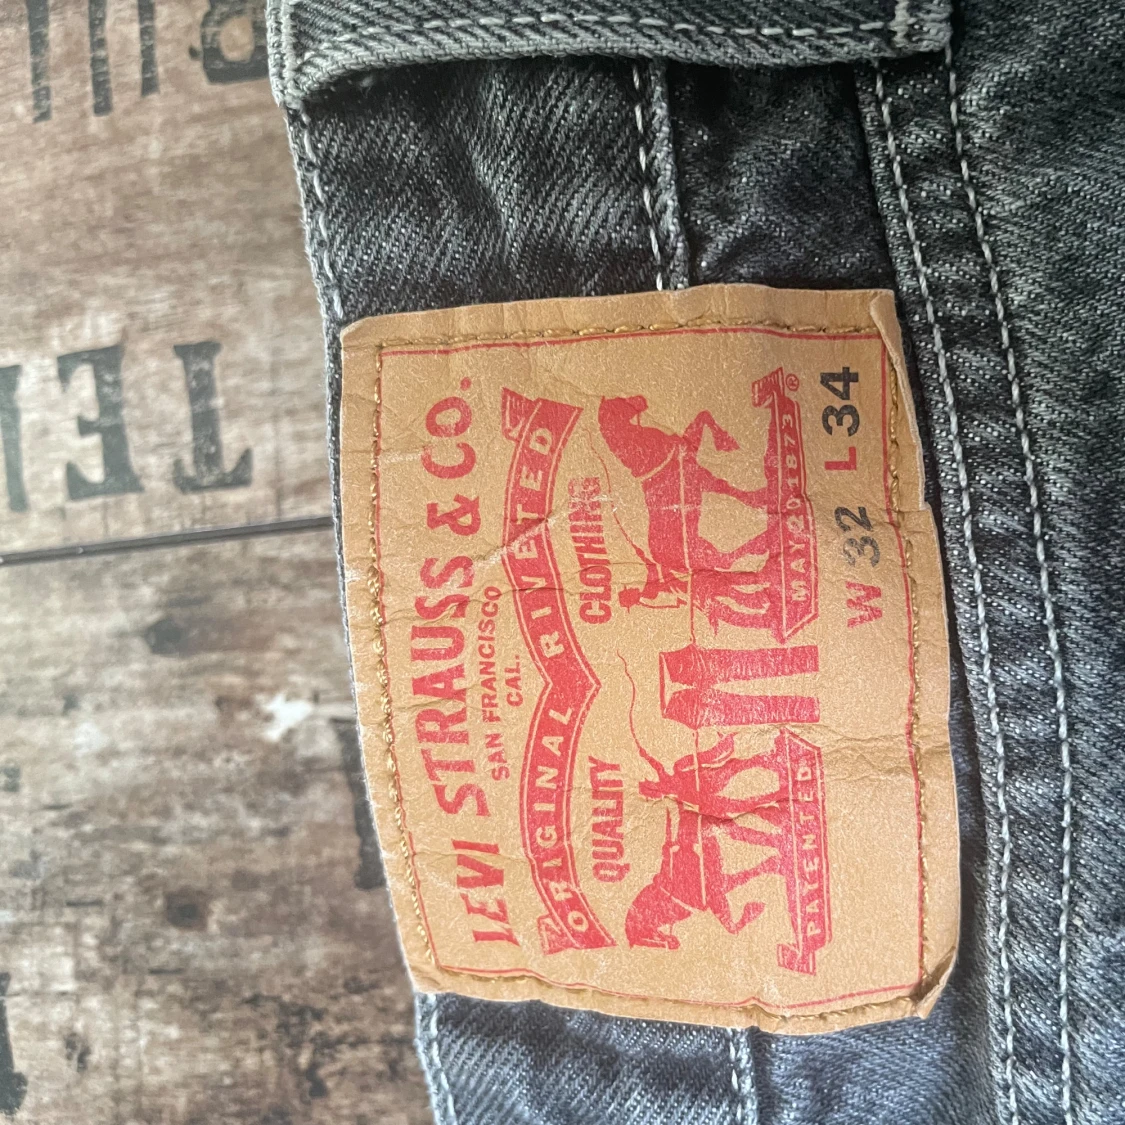 LEVI STRAUSS & CO.
SAN FRANCISCO
CAL.
ORIGINAL RIVETED
QUALITY CLOTHING
PATENTED MAY 20 1873 ®
W 32 L 34